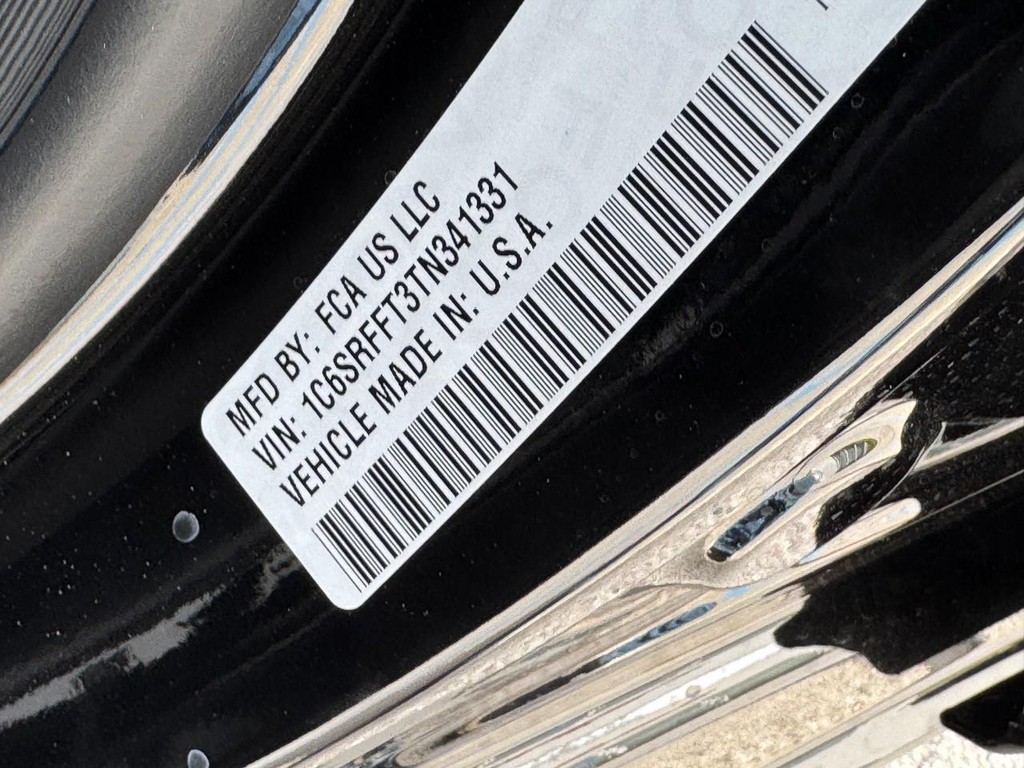 MFD BY: FCA US LLC
VIN: 1C6SRFFT3TN341331
VEHICLE MADE IN: U.S.A.